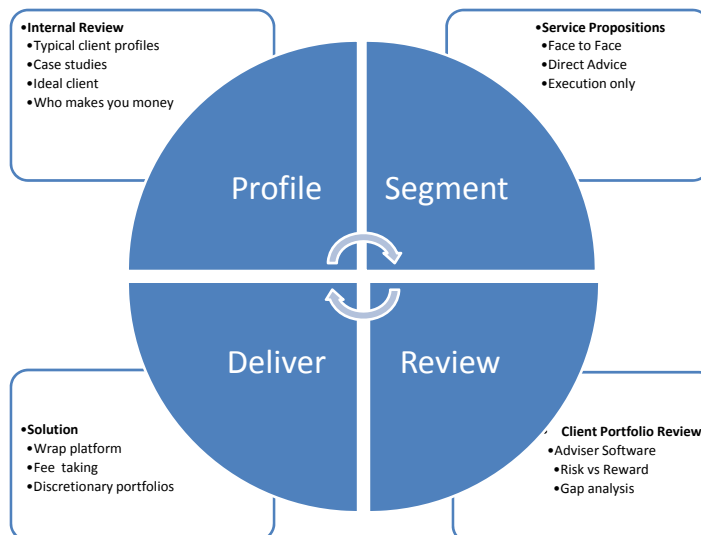 •Internal Review
•Typical client profiles
•Case studies
•Ideal client
•Who makes you money
•Service Propositions
•Face to Face
•Direct Advice
•Execution only
Profile
Segment
Deliver
Review
•Solution
•Wrap platform
•Fee taking
•Discretionary portfolios
•Client Portfolio Review
•Adviser Software
•Risk vs Reward
•Gap analysis